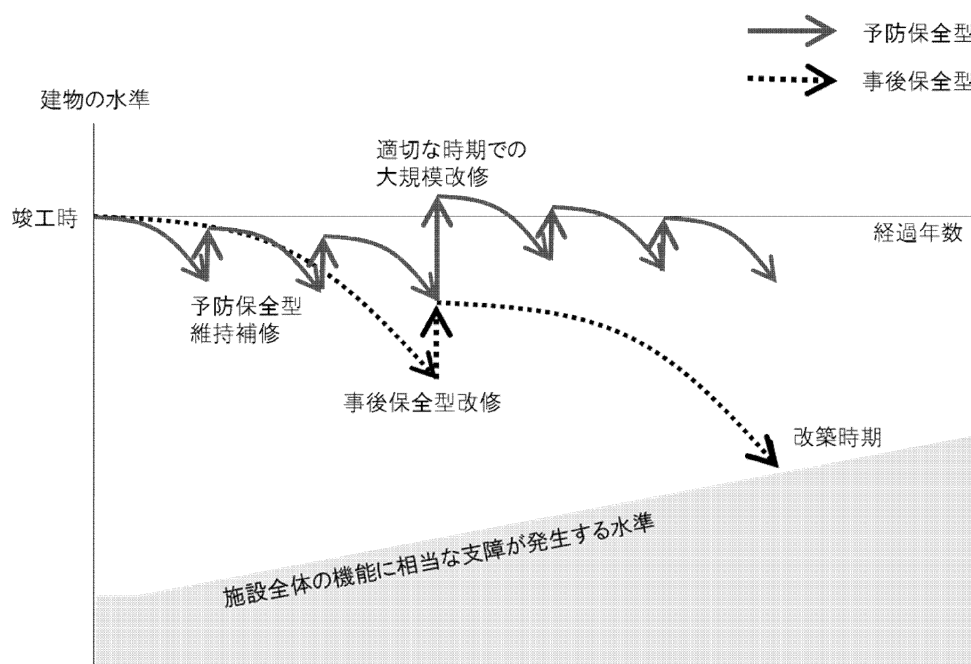 予防保全型
事後保全型
建物の水準
適切な時期での
大規模改修
竣工時
経過年数
予防保全型
維持補修
事後保全型改修
改築時期
施設全体の機能に相当な支障が発生する水準